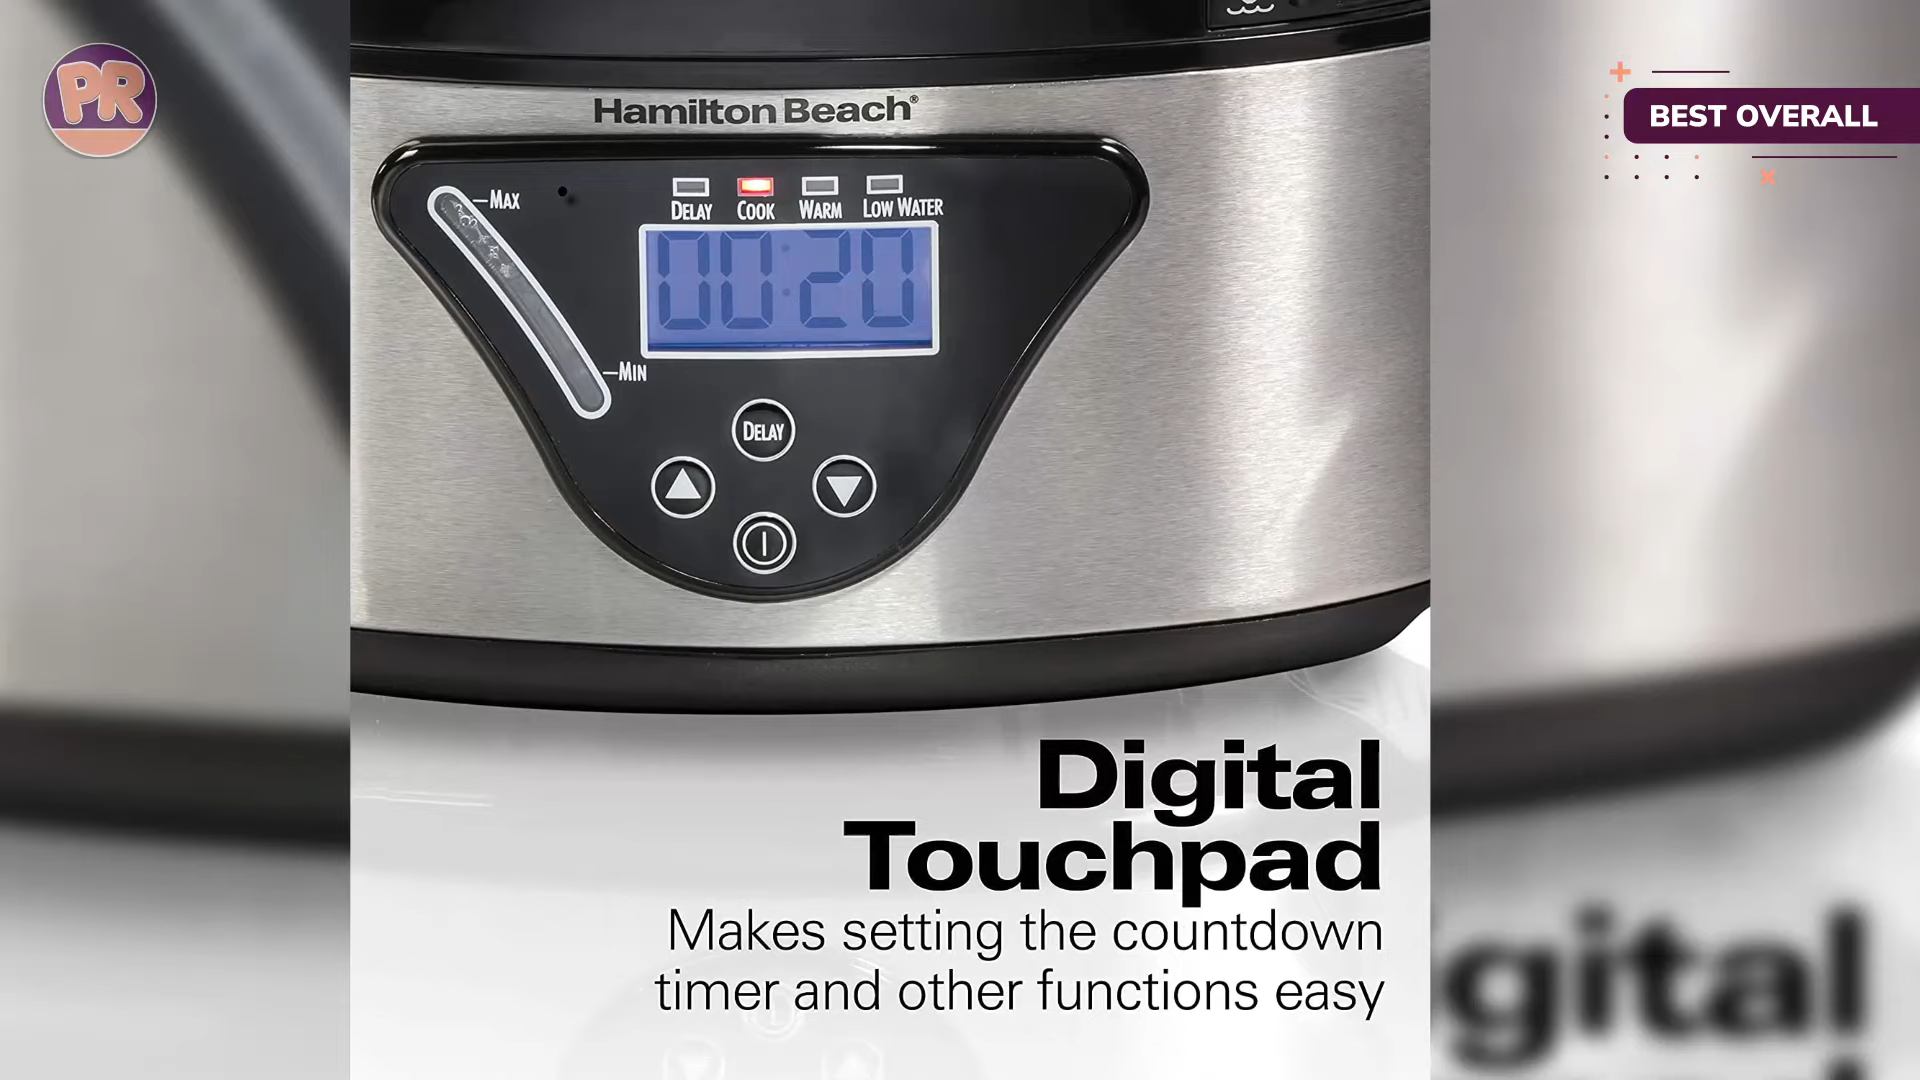 PR
BEST OVERALL
Hamilton Beach®
MAX
DELAY COOK WARM LOW WATER
00:20
MIN
DELAY
Digital
Touchpad
Makes setting the countdown
timer and other functions easy
gital